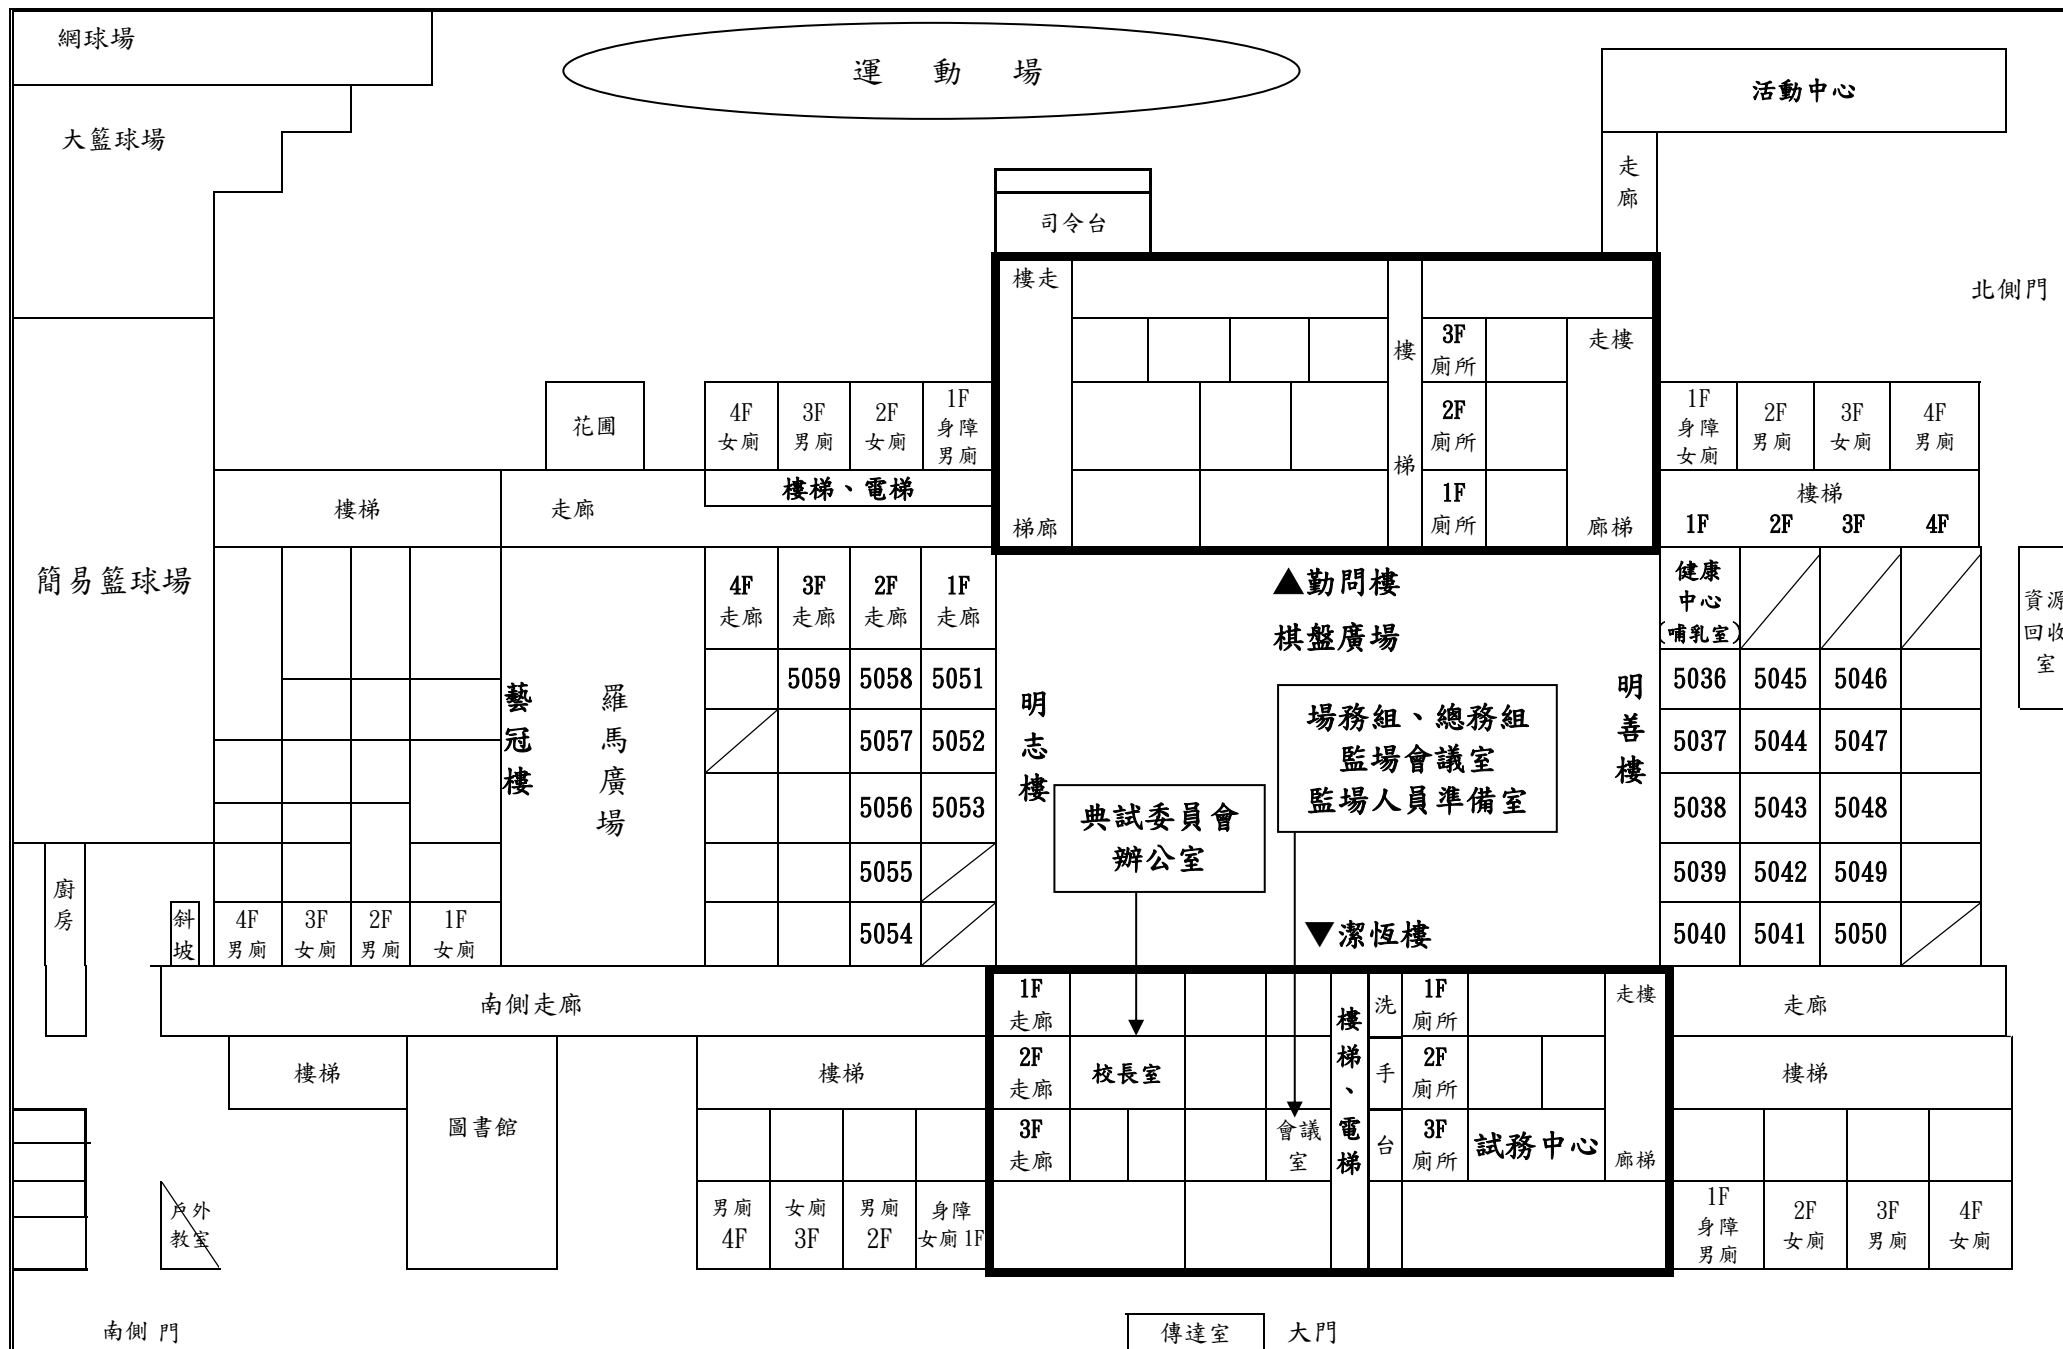 網球場
運 動 場
活動中心
大籃球場
走
廊
司令台
北側門
樓走
梯廊
樓
梯
3F
廁所
2F
廁所
1F
廁所
走樓
廊梯
花圃
4F
女廁
3F
男廁
2F
女廁
1F
身障
男廁
樓梯、電梯
1F
身障
女廁
2F
男廁
3F
女廁
4F
男廁
樓梯
走廊
樓梯
1F 2F 3F 4F
簡易籃球場
4F
走廊
3F
走廊
2F
走廊
1F
走廊
▲勤問樓
棋盤廣場
健康
中心
(哺乳室)
資源
回收
室
藝
冠
樓
羅
馬
廣
場
5059 5058 5051
5057 5052
5056 5053
5055
5054
明
志
樓
場務組、總務組
監場會議室
監場人員準備室
典試委員會
辦公室
明
善
樓
5036 5045 5046
5037 5044 5047
5038 5043 5048
5039 5042 5049
5040 5041 5050
▼潔恆樓
廚
房
斜
坡
4F
男廁
3F
女廁
2F
男廁
1F
女廁
南側走廊
1F
走廊
2F
走廊
校長室
3F
走廊
會議
室
樓
梯
、
電
梯
洗
手
台
1F
廁所
2F
廁所
3F
廁所
試務中心
走樓
廊梯
走廊
樓梯
圖書館
樓梯
樓梯
戶外
教室
男廁
4F
女廁
3F
男廁
2F
身障
女廁1F
1F
身障
男廁
2F
女廁
3F
男廁
4F
女廁
南側 門
傳達室
大門